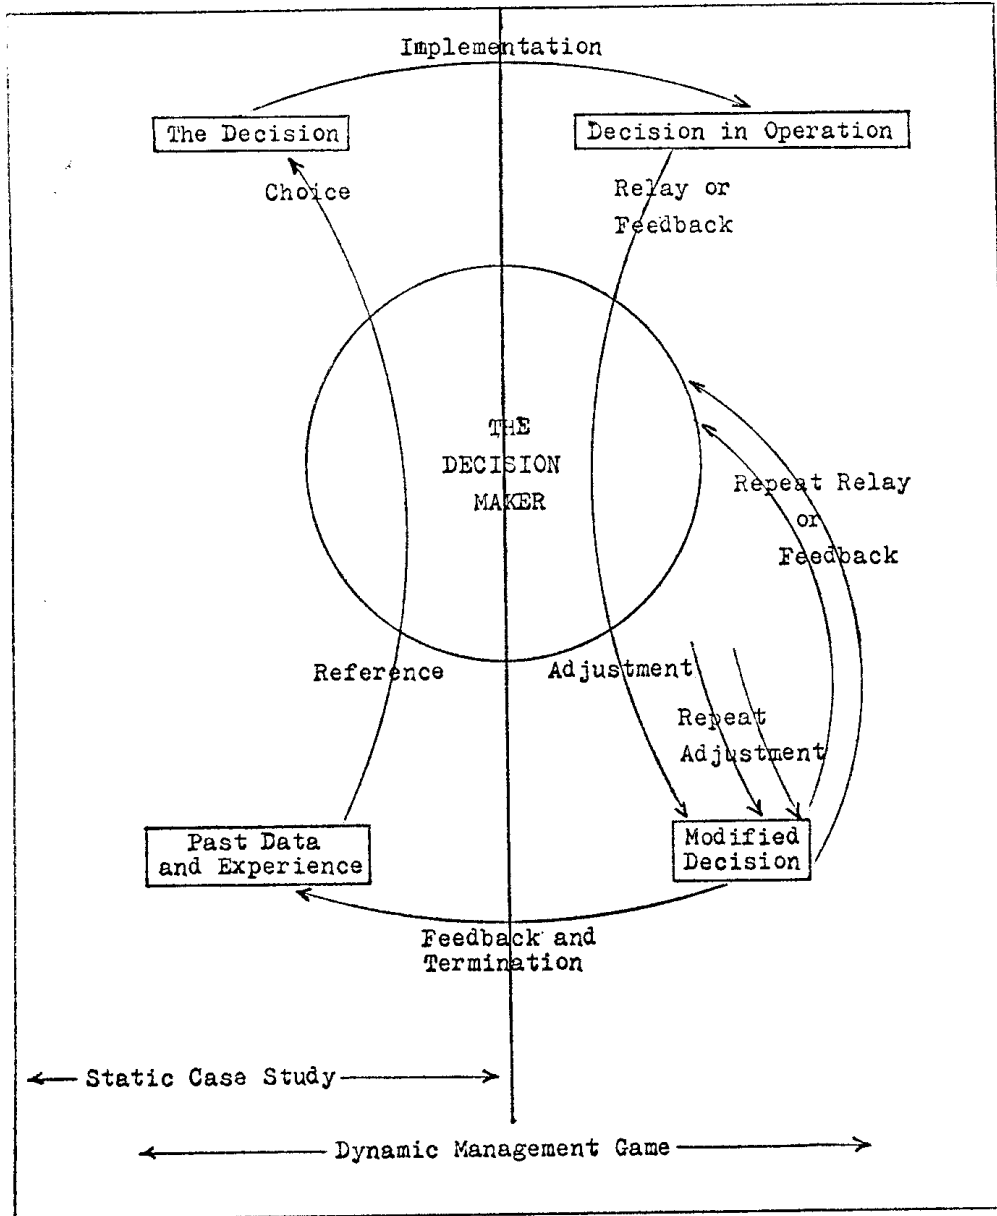 Implementation
The Decision
Decision in Operation
Choice
Relay or
Feedback
THE
DECISION
MAKER
Repeat Relay
or
Feedback
Reference
Adjustment
Repeat
Adjustment
Past Data
and Experience
Modified
Decision
Feedback and
Termination
Static Case Study
Dynamic Management Game